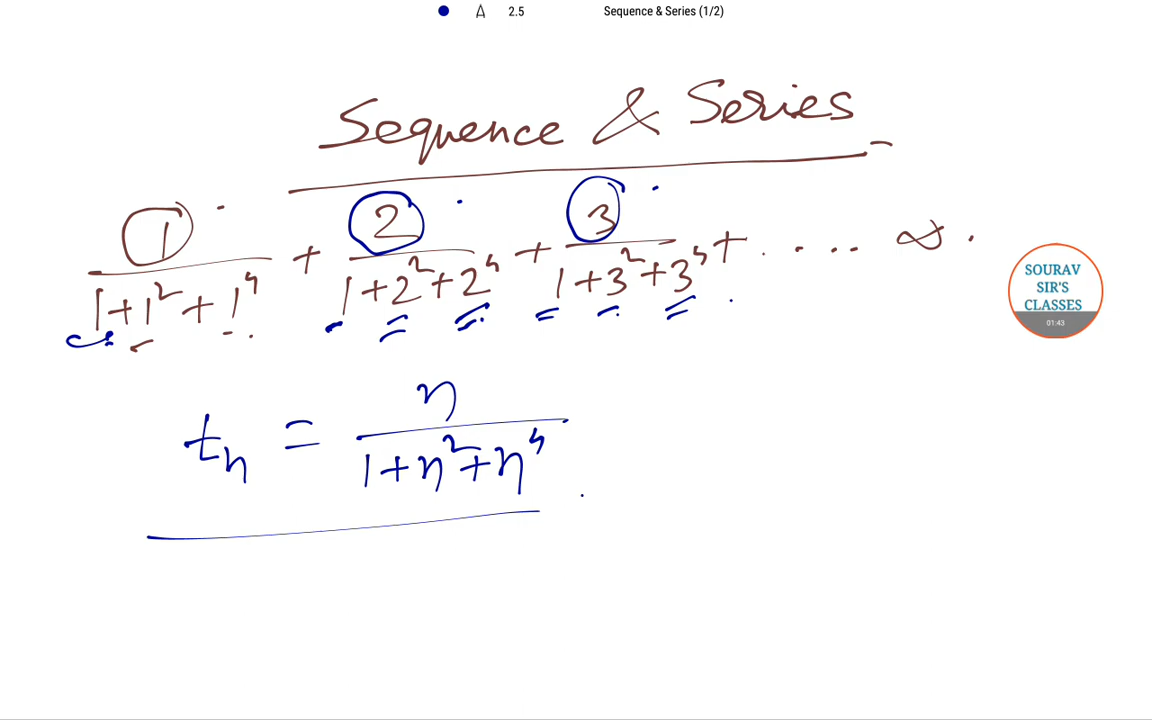 A 2.5 Sequence & Series (1/2)
Sequence & Series
1/(1+1²+1⁴) + 2/(1+2²+2⁴) + 3/(1+3²+3⁴) + ..... ∞.
SOURAV
SIR'S
CLASSES
01:43
tₙ = n/(1+n²+n⁴)